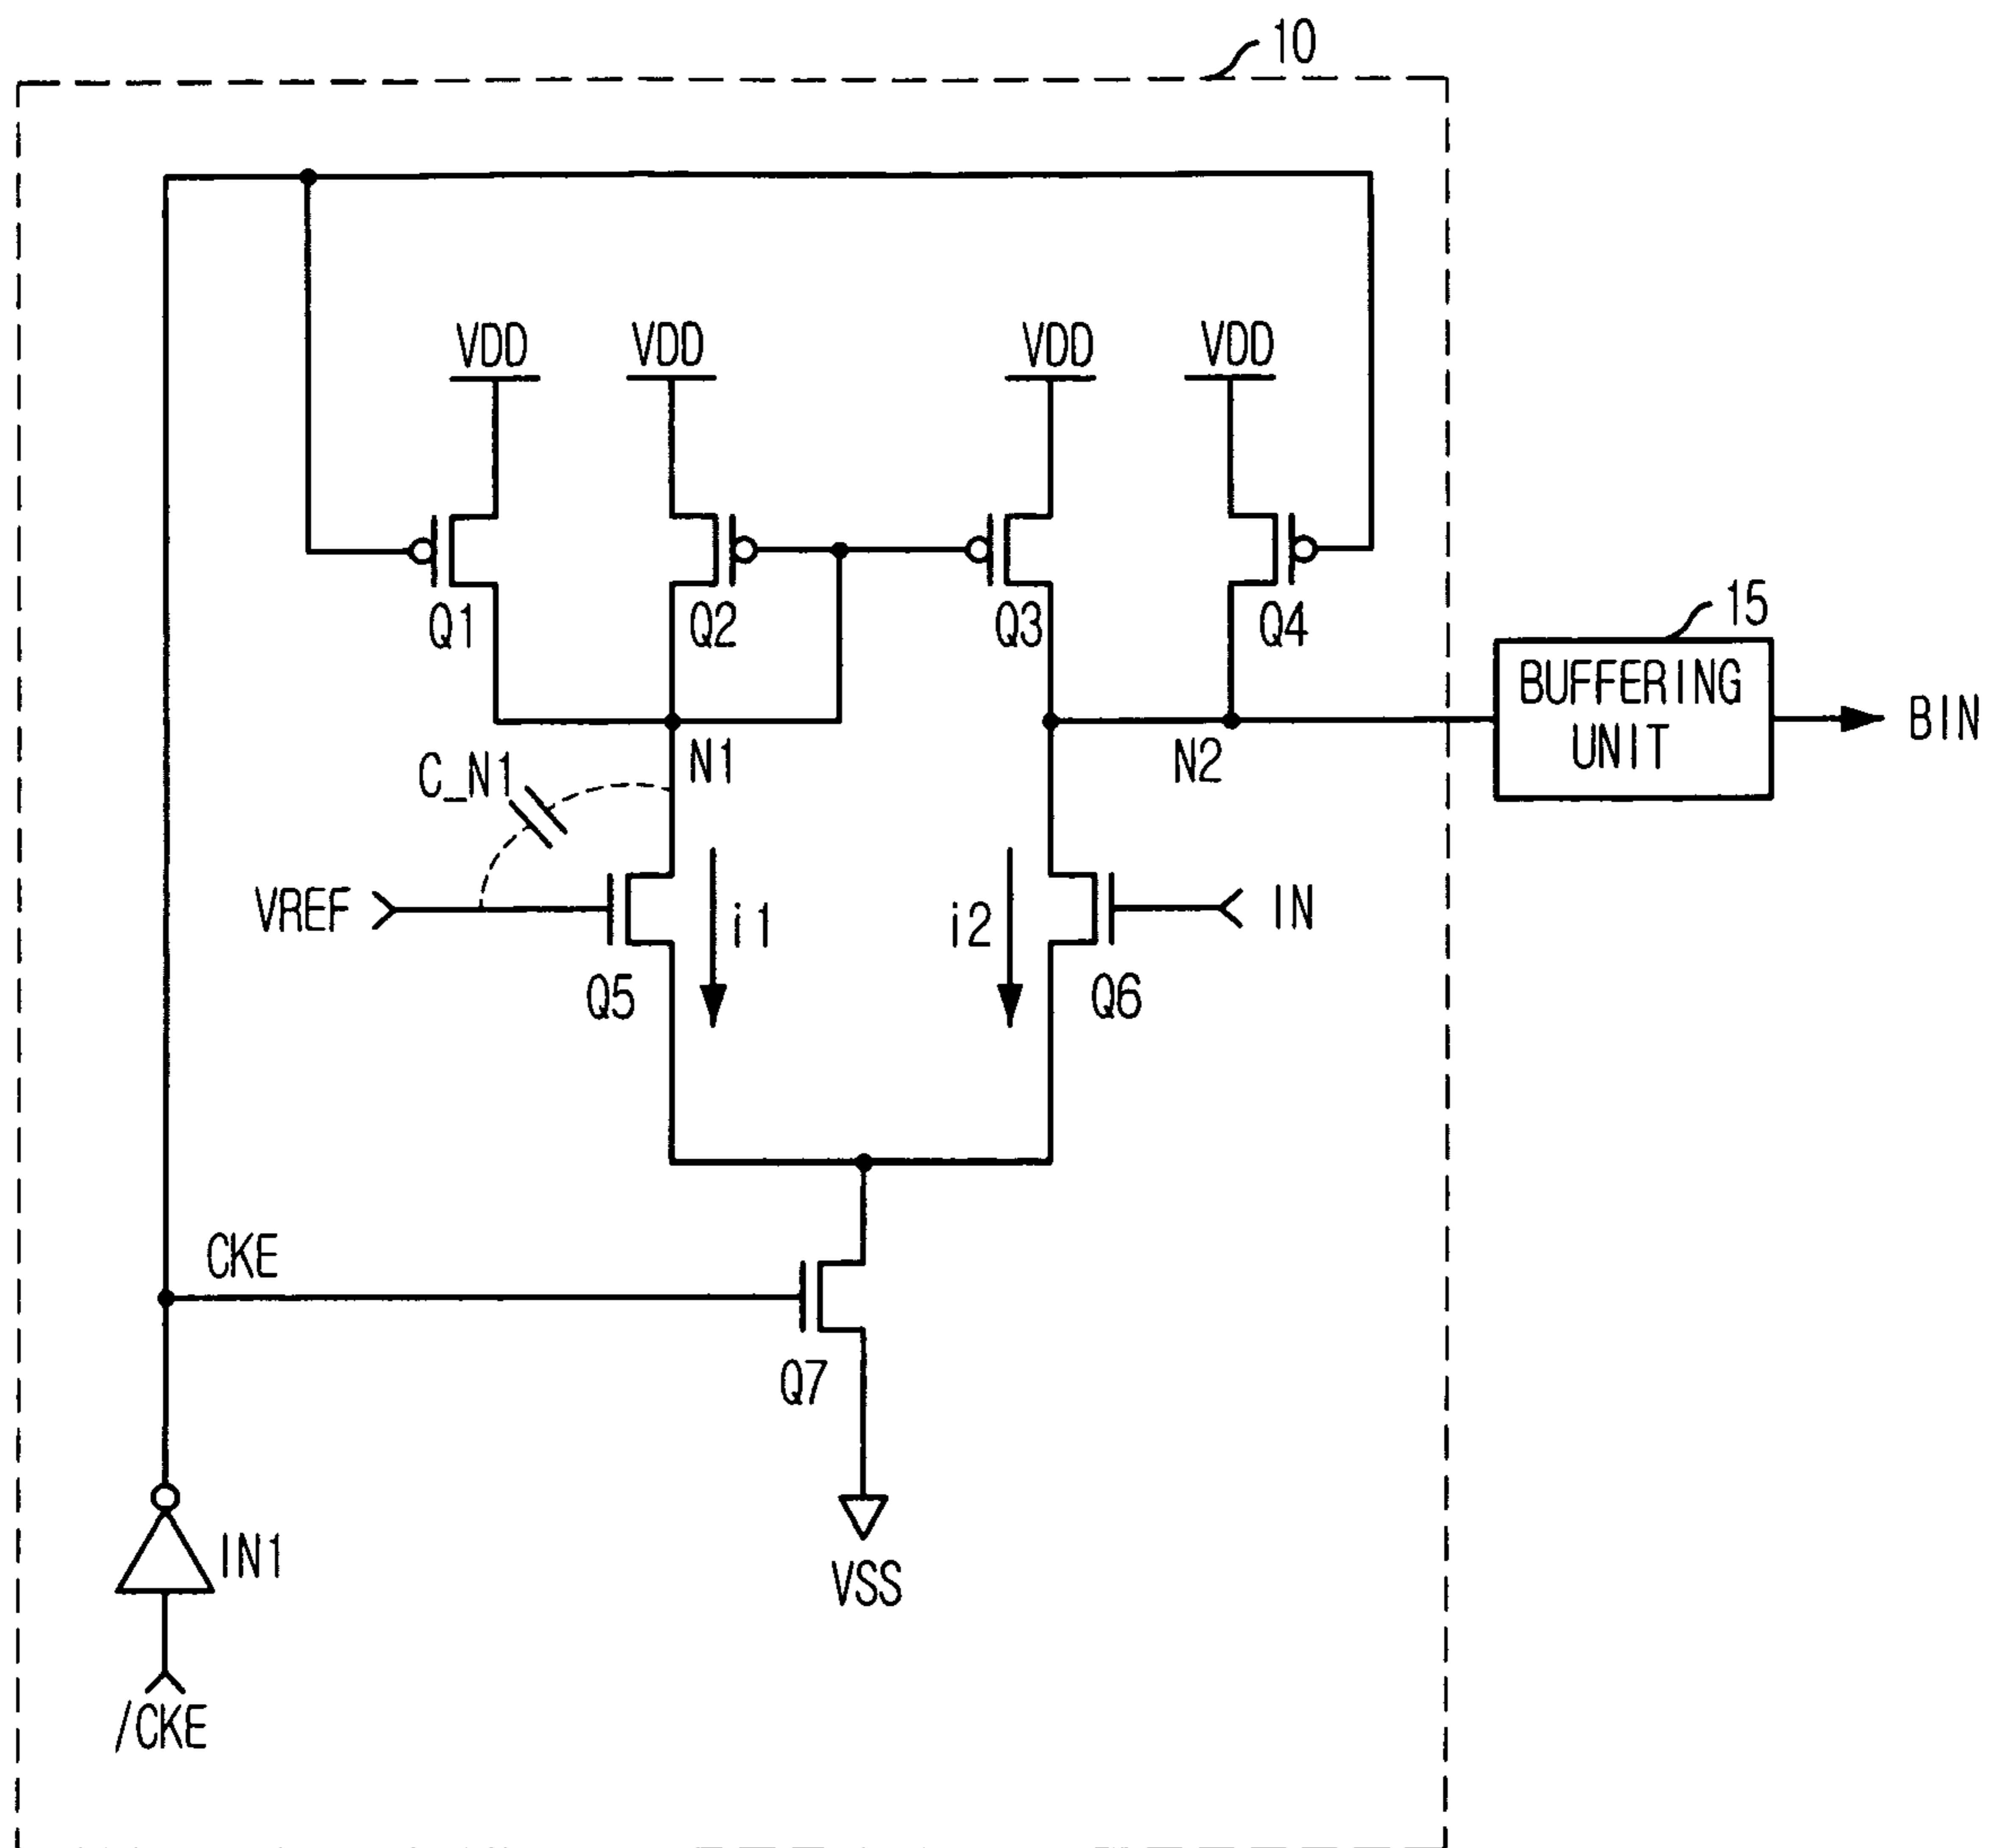 10
VDD
VDD
VDD
VDD
Q1
Q2
Q3
Q4
15
BUFFERING
UNIT
BIN
C_N1
N1
N2
VREF
i1
i2
IN
Q5
Q6
CKE
Q7
IN1
VSS
/CKE